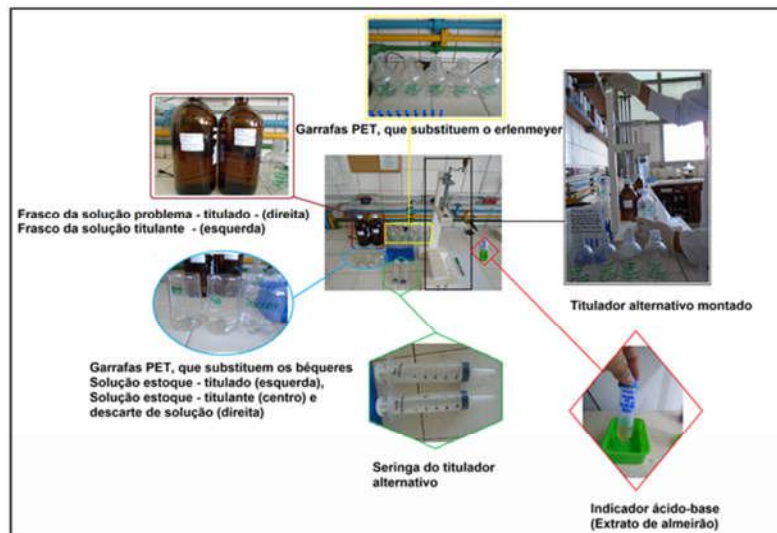 Garrafas PET, que substituem o erlenmeyer
Frasco da solução problema - titulado - (direita)
Frasco da solução titulante - (esquerda)
Titulador alternativo montado
Garrafas PET, que substituem os béqueres
Solução estoque - titulado (esquerda),
Solução estoque - titulante (centro) e
descarte de solução (direita)
Seringa do titulador
alternativo
Indicador ácido-base
(Extrato de almeirão)